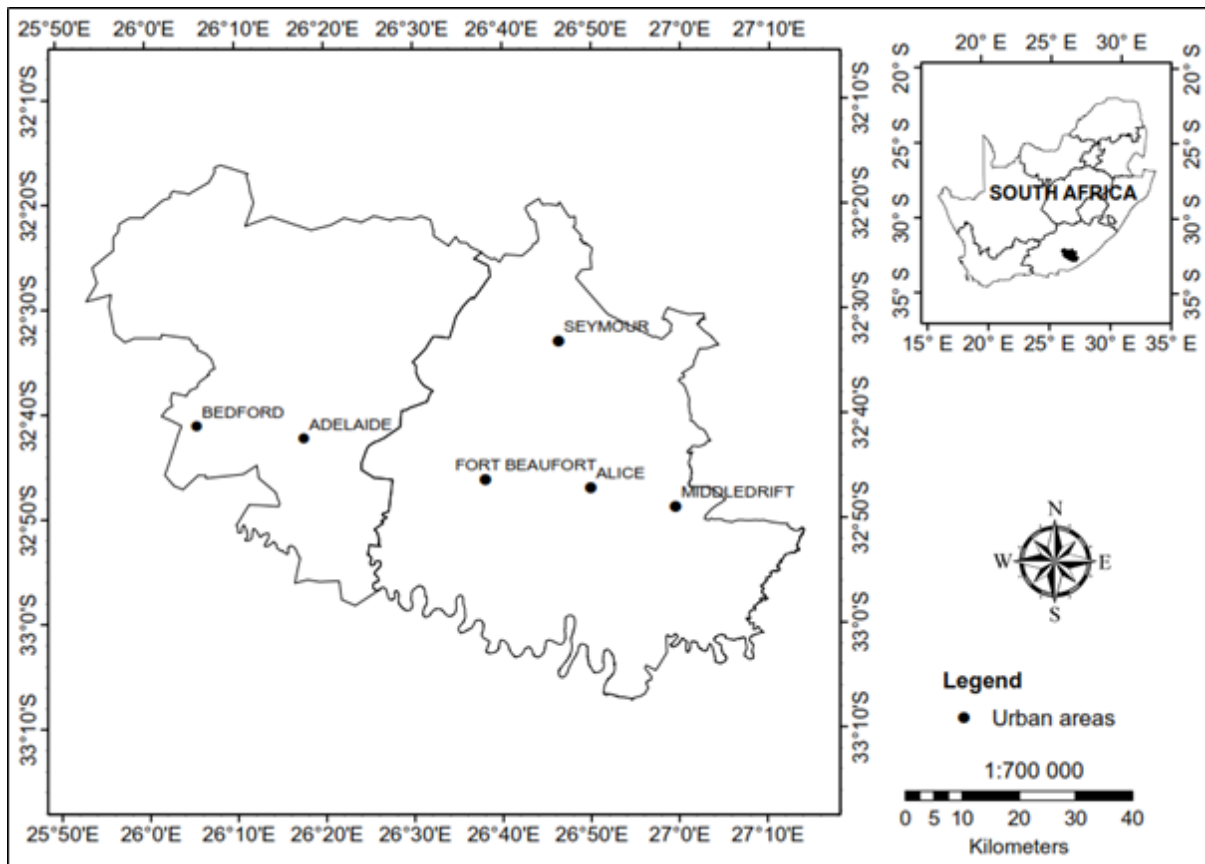 25°50'E 26°0'E 26°10'E 26°20'E 26°30'E 26°40'E 26°50'E 27°0'E 27°10'E
32°10'S 32°10'S
32°20'S 32°20'S
32°30'S 32°30'S
32°40'S 32°40'S
32°50'S 32°50'S
33°0'S 33°0'S
33°10'S 33°10'S
SEYMOUR
BEDFORD
ADELAIDE
FORT BEAUFORT
ALICE
MIDDLEDRIFT
25°50'E 26°0'E 26°10'E 26°20'E 26°30'E 26°40'E 26°50'E 27°0'E 27°10'E
20° E 25° E 30° E
20° S 20° S
25° S 25° S
SOUTH AFRICA
30° S 30° S
35° S 35° S
15° E 20° E 25° E 30° E 35° E
N
W E
S
Legend
Urban areas
1:700 000
0 5 10 20 30 40
Kilometers